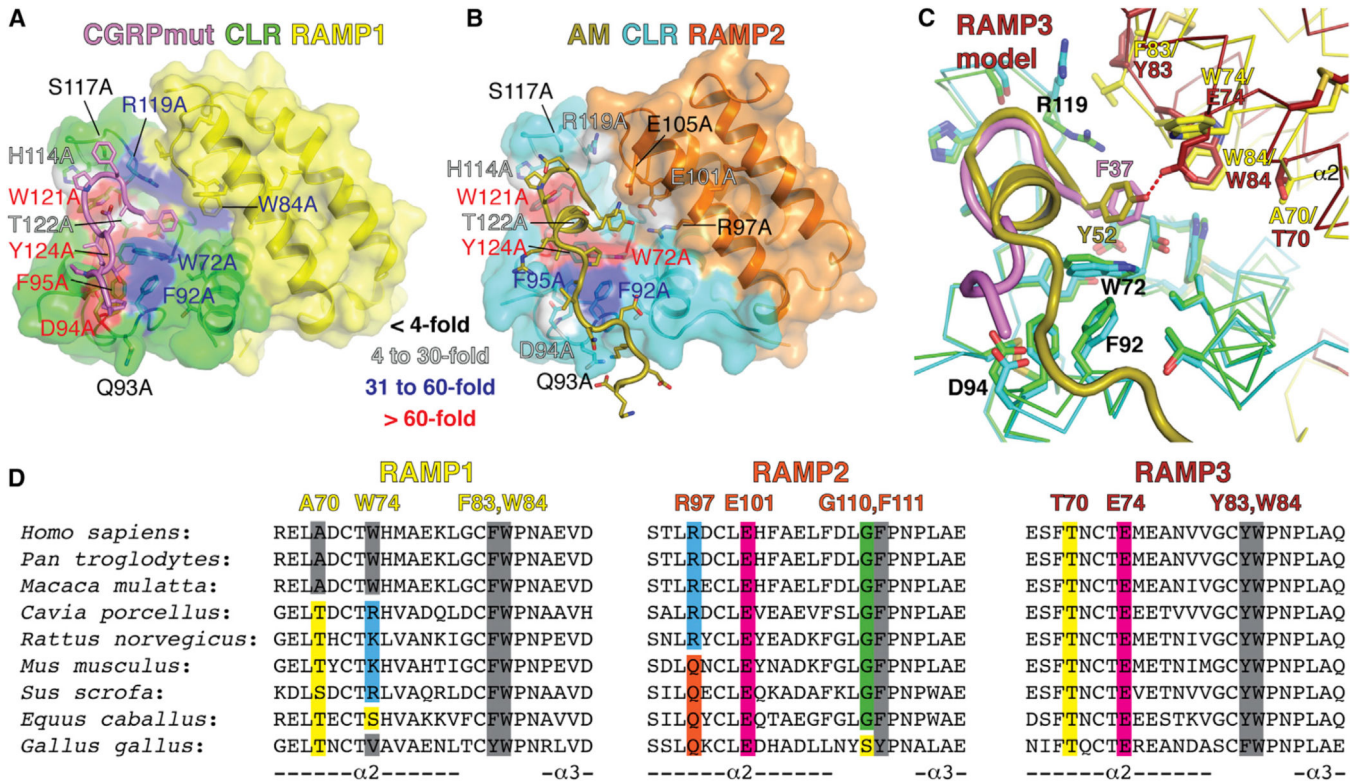 A
CGRPmut CLR RAMP1
S117A
R119A
H114A
W121A
T122A
Y124A
F95A
D94A
Q93A
W84A
W72A
F92A
< 4-fold
4 to 30-fold
31 to 60-fold
> 60-fold
B
AM CLR RAMP2
S117A
R119A
E105A
H114A
E101A
W121A
T122A
R97A
Y124A
W72A
F95A
F92A
D94A
Q93A
C
RAMP3
model
F83/
Y83
W74/
E74
R119
F37
W84/
W84
α2
A70/
T70
Y52
W72
F92
D94
D
RAMP1 RAMP2 RAMP3
A70 W74 F83,W84 R97 E101 G110,F111 T70 E74 Y83,W84
Homo sapiens: RELADCTWHMAEKLGCFWPNAEVD STLRDCLEHFAELFDLGFPNPLAE ESFTNCTEMEANVVGCYWPNPLAQ
Pan troglodytes: RELADCTWHMAEKLGCFWPNAEVD STLRDCLEHFAELFDLGFPNPLAE ESFTNCTEMEANVVGCYWPNPLAQ
Macaca mulatta: RELADCTWHMAEKLGCFWPNAEVD STLRECLEHFAELFDLGFPNPLAE ESFTNCTEMEANIVGCYWPNPLAQ
Cavia porcellus: GELTDCTRHVADQLDCFWPNAAVH SALRDCLEVEAEVFSLGFPNPLAE ESFTNCTEEETTVVGCYWPNPLAQ
Rattus norvegicus: GELTHCTKLVANKIGCFWPNPEVD SNLRYCLEYEADKFGLGFPNPLAE ESFTNCTEMETNIVGCYWPNPLAQ
Mus musculus: GELTYCTKHVAHTIGCFWPNPEVD SDLQNCLEYNADKFGLGFPNPLAE ESFTNCTEMETNIMGCYWPNPLAQ
Sus scrofa: KDLSDCTRLVAQRLDCFWPNAAVD SILQECLEQKADAFKLGFPNPWAE ESFTNCTEVETNVVGCYWPNPLAQ
Equus caballus: RELTECTSHVAKKVFCFWPNAVVD SILQYCLEQTAEGFGLGFPNPWAE DSFTNCTEEESTKVGCYWPNPLAQ
Gallus gallus: GELTNCTVAVAENLTCYWPNRLVD SSLQKCLEDHADLLNYSYPNALAE NIFTQCTEREANDASCFWPNPLAQ
------α2------ --α3- ------α2------ --α3- ------α2------ --α3-